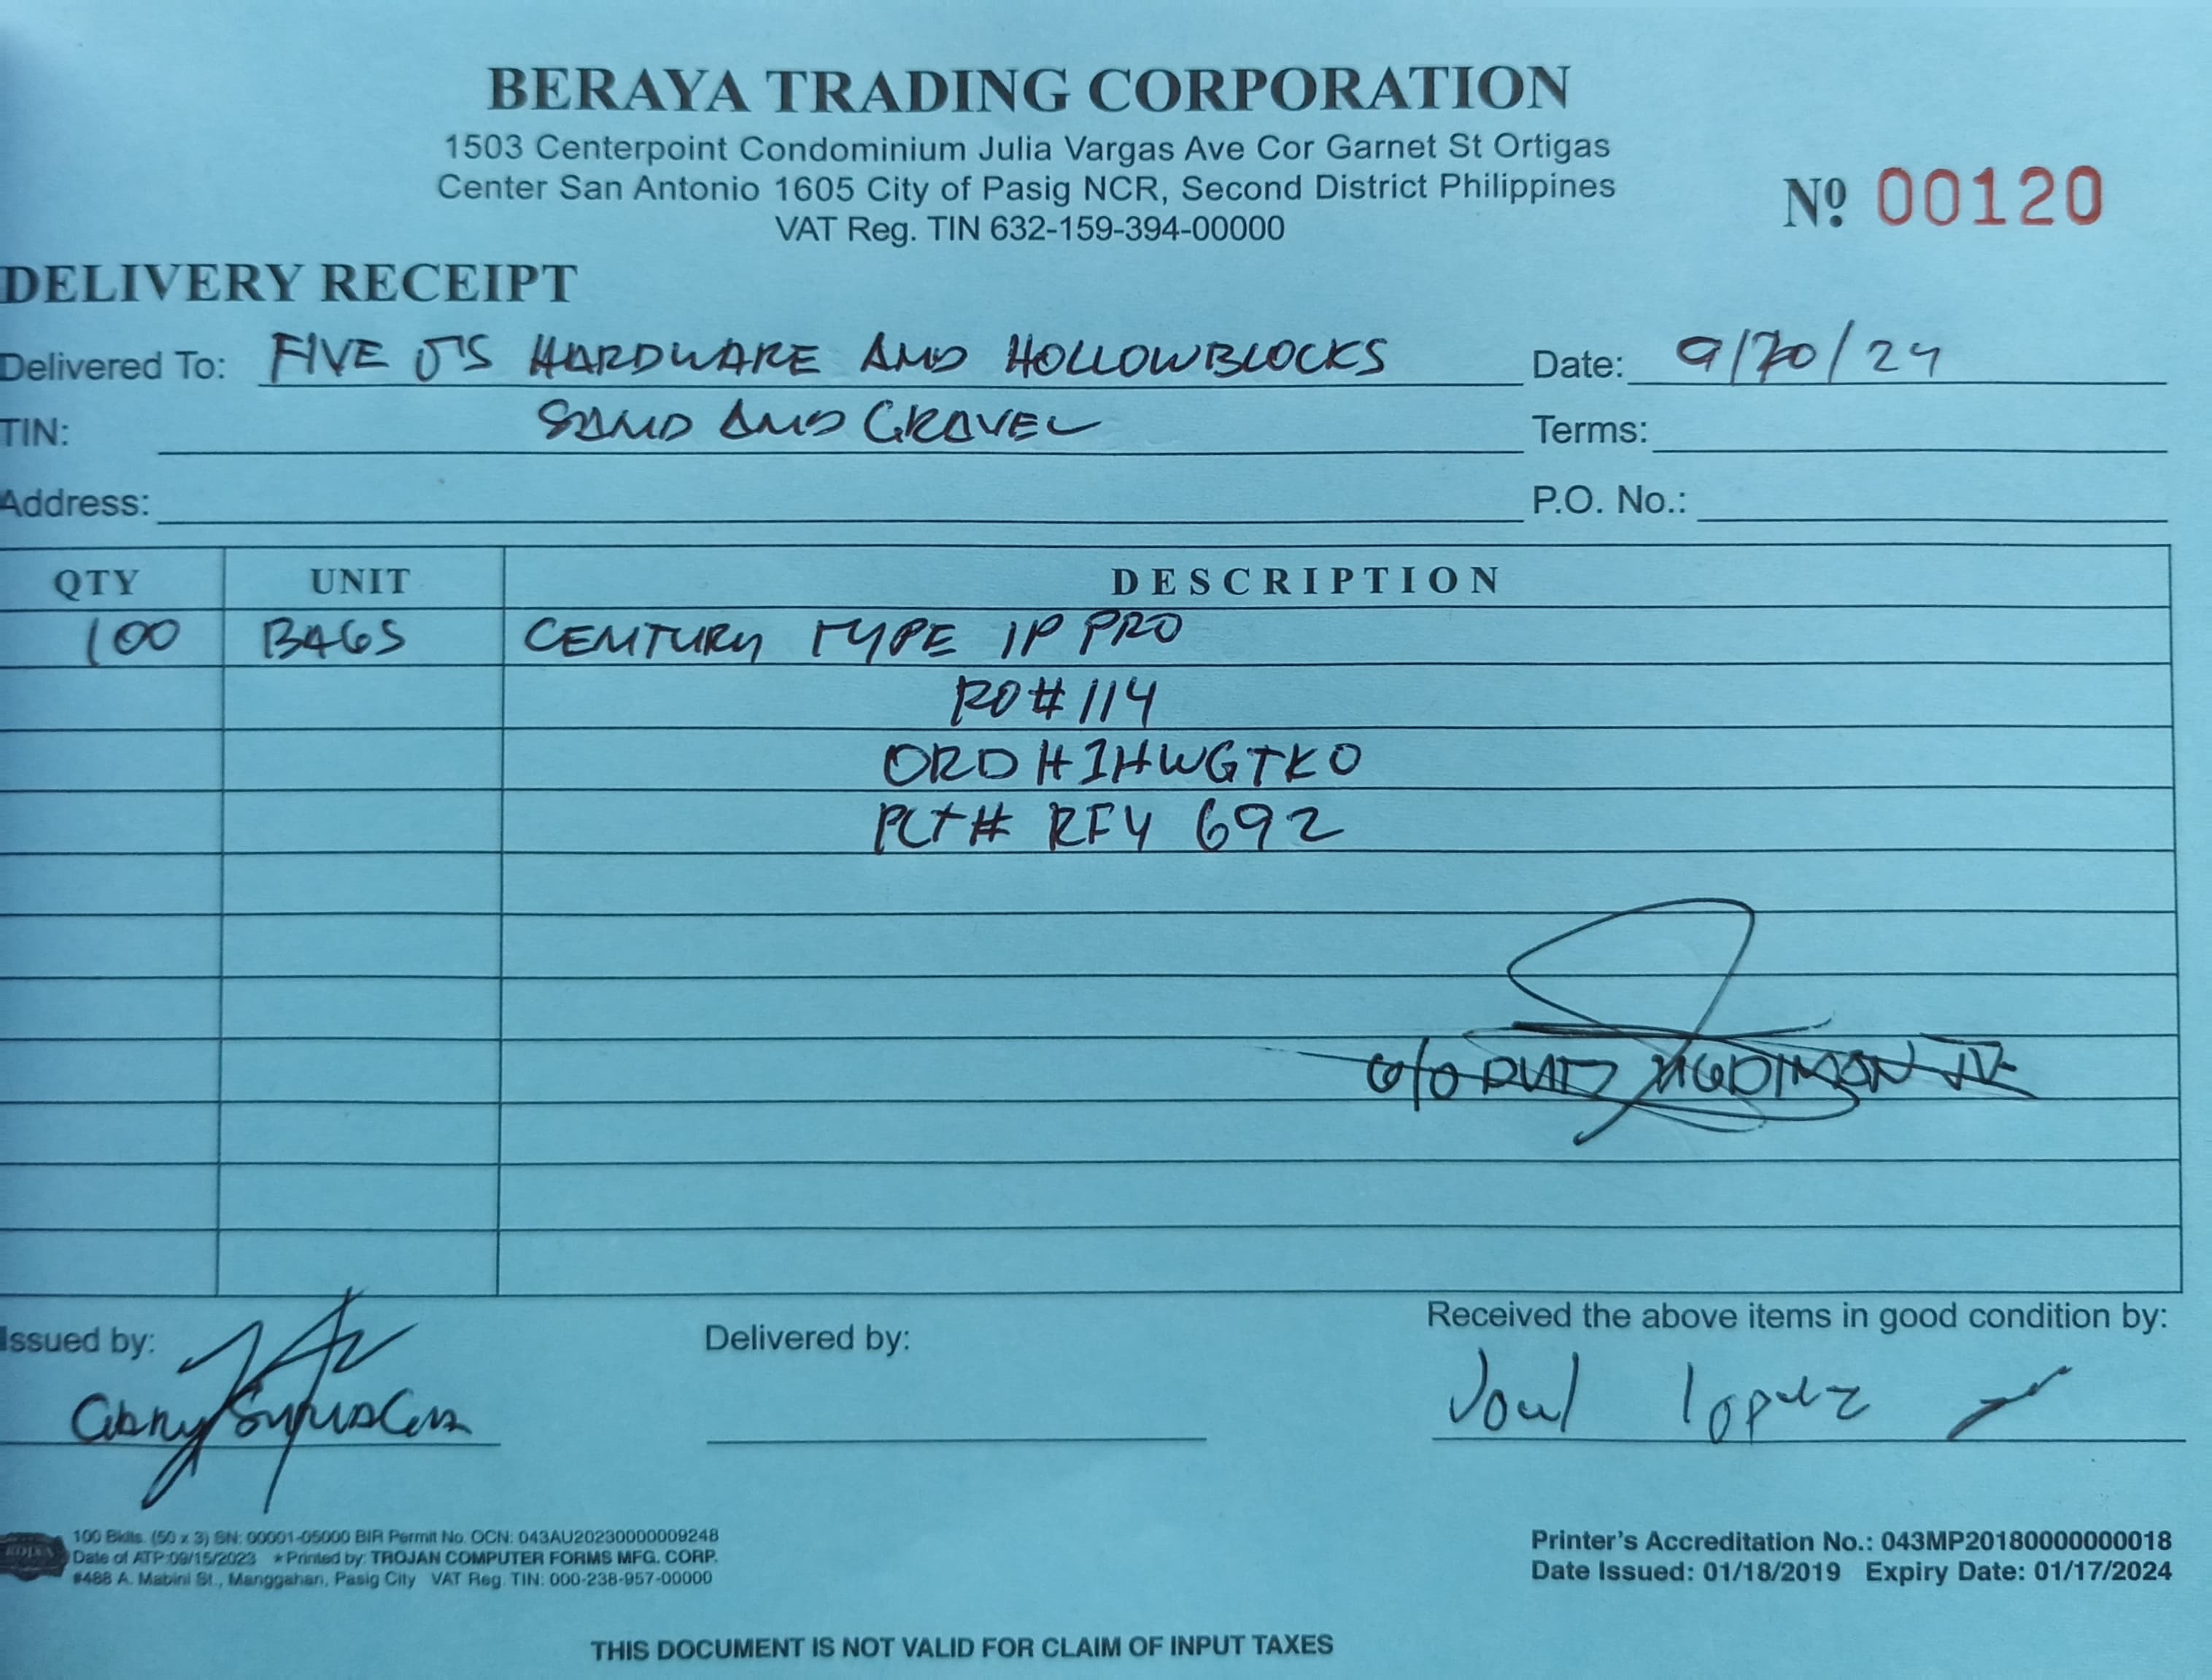 BERAYA TRADING CORPORATION
1503 Centerpoint Condominium Julia Vargas Ave Cor Garnet St Ortigas
Center San Antonio 1605 City of Pasig NCR, Second District Philippines
VAT Reg. TIN 632-159-394-00000
Nº 00120
DELIVERY RECEIPT
Delivered To: FIVE J'S HARDWARE AND HOLLOWBLOCKS Date: 9/20/24
TIN: SAND AND GRAVEL Terms:
Address: P.O. No.:
QTY UNIT DESCRIPTION
100 BAGS CENTURY TYPE 1P PRO
RO# 114
ORD # 1HWGTKO
PLT# RFY 692
Issued by: Delivered by: Received the above items in good condition by:
Lopez
100 Bklts. (50 x 3) SN: 00001-05000 BIR Permit No. OCN: 043AU20230000009248
Date of ATP:09/15/2023 *Printed by: TROJAN COMPUTER FORMS MFG. CORP.
#488 A. Mabini St., Manggahan, Pasig City VAT Reg. TIN: 000-238-957-00000
Printer's Accreditation No.: 043MP20180000000018
Date Issued: 01/18/2019 Expiry Date: 01/17/2024
THIS DOCUMENT IS NOT VALID FOR CLAIM OF INPUT TAXES